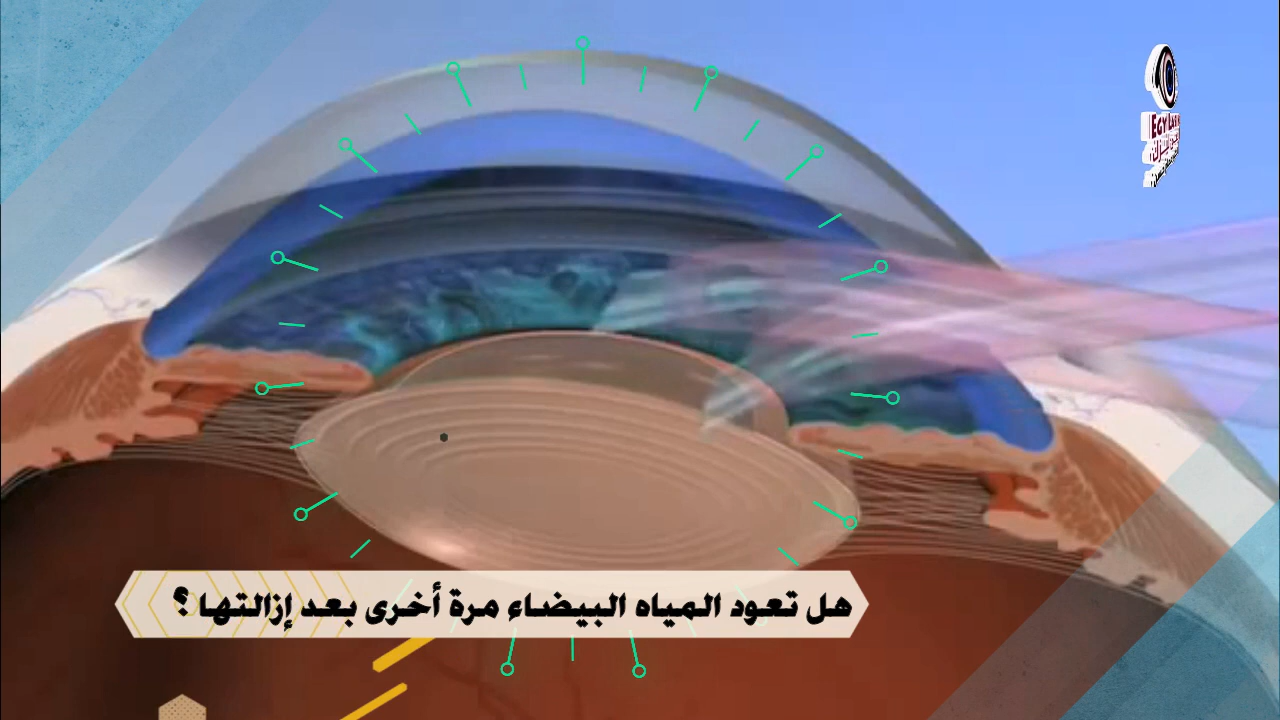 هل تعود المياه البيضاء مرة أخرى بعد إزالتها ؟